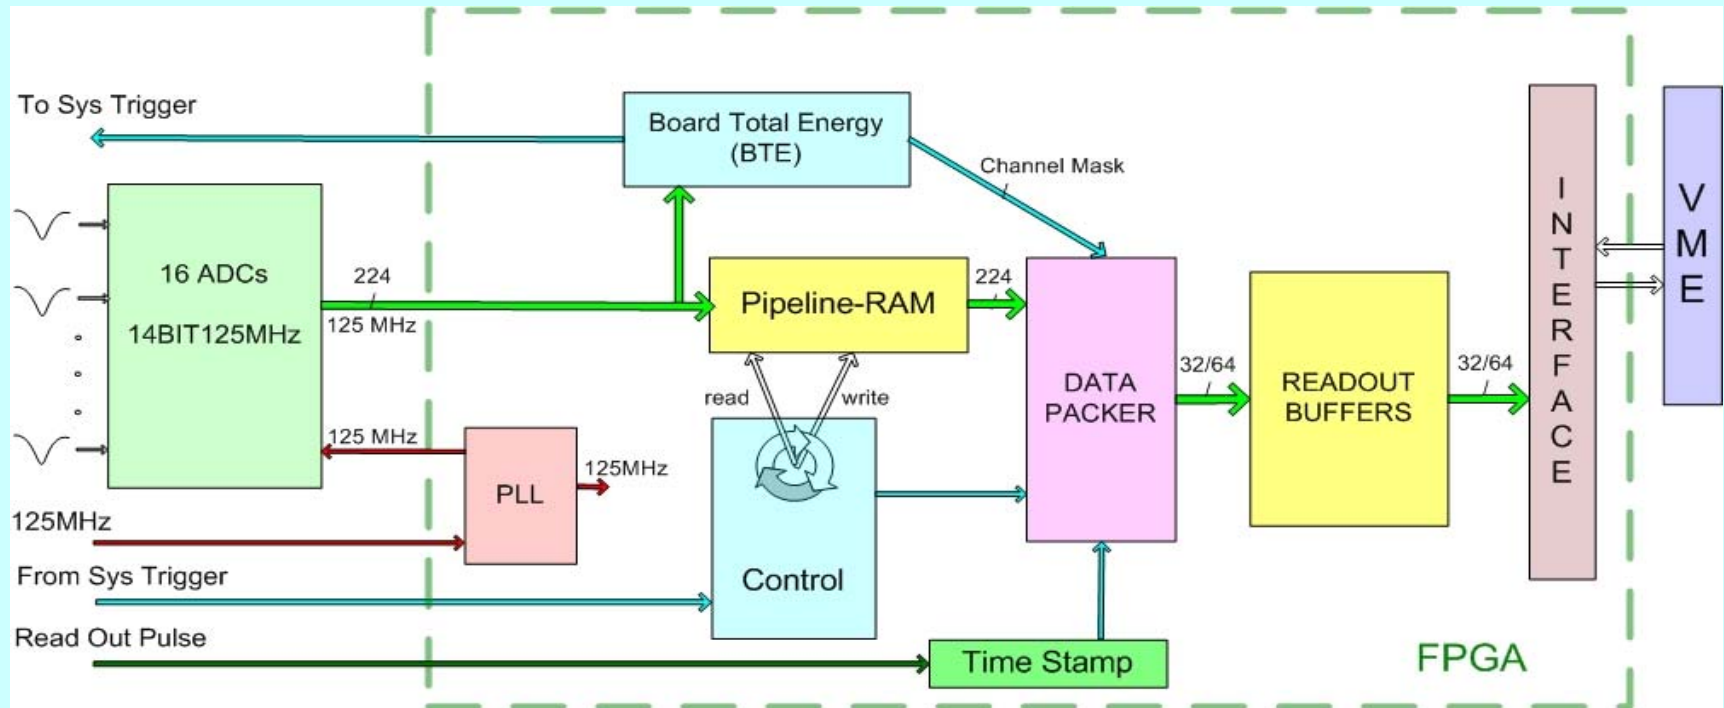 To Sys Trigger
Board Total Energy
(BTE)
Channel Mask
16 ADCs
14BIT125MHz
224
125 MHz
Pipeline-RAM
224
read
write
DATA
PACKER
32/64
READOUT
BUFFERS
32/64
INTERFACE
VME
125 MHz
PLL
125MHz
125MHz
From Sys Trigger
Control
Read Out Pulse
Time Stamp
FPGA